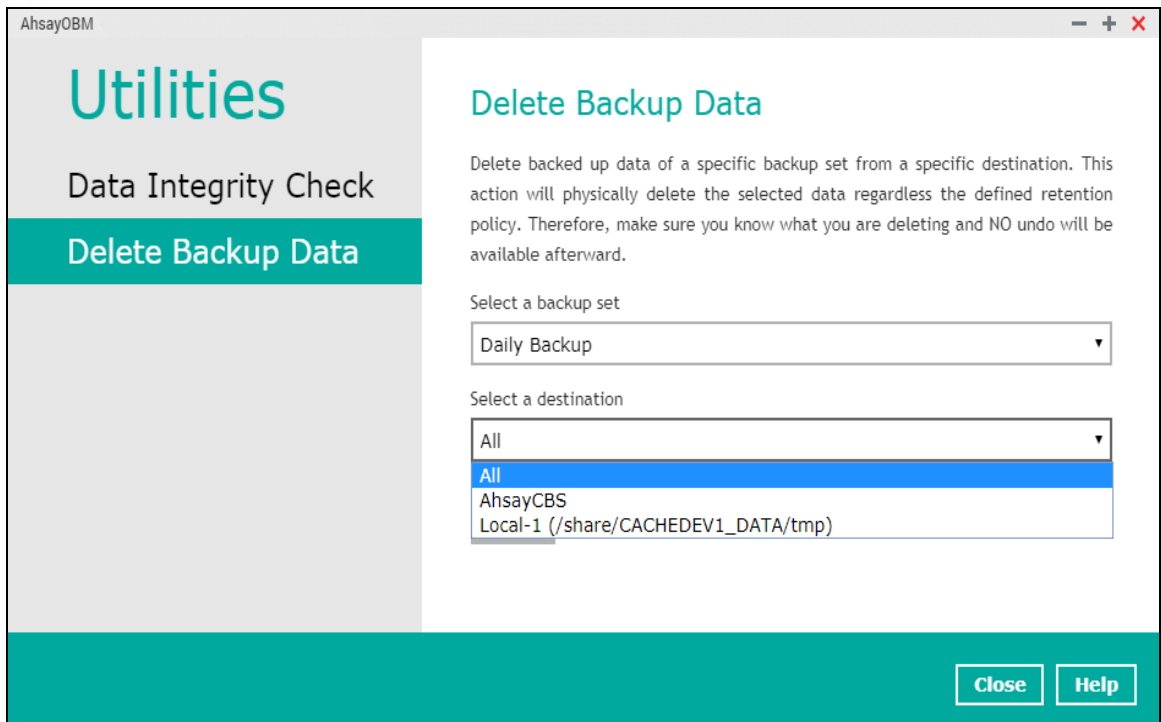 AhsayOBM
Utilities
Data Integrity Check
Delete Backup Data
Delete Backup Data
Delete backed up data of a specific backup set from a specific destination. This
action will physically delete the selected data regardless the defined retention
policy. Therefore, make sure you know what you are deleting and NO undo will be
available afterward.
Select a backup set
Daily Backup
Select a destination
All
All
AhsayCBS
Local-1 (/share/CACHEDEV1_DATA/tmp)
Close
Help